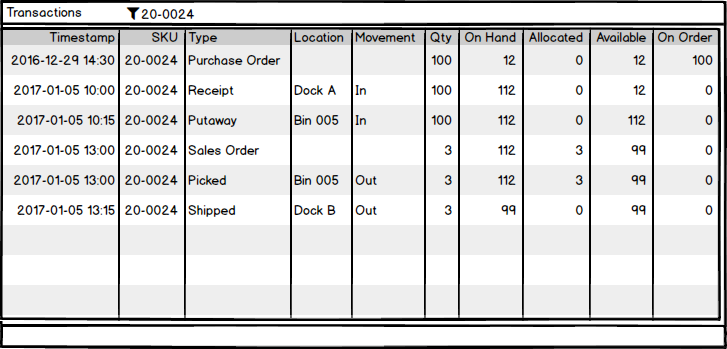 Transactions 20-0024
Timestamp SKU Type Location Movement Qty On Hand Allocated Available On Order
2016-12-29 14:30 20-0024 Purchase Order 100 12 0 12 100
2017-01-05 10:00 20-0024 Receipt Dock A In 100 112 0 12 0
2017-01-05 10:15 20-0024 Putaway Bin 005 In 100 112 0 112 0
2017-01-05 13:00 20-0024 Sales Order 3 112 3 99 0
2017-01-05 13:00 20-0024 Picked Bin 005 Out 3 112 3 99 0
2017-01-05 13:15 20-0024 Shipped Dock B Out 3 99 0 99 0